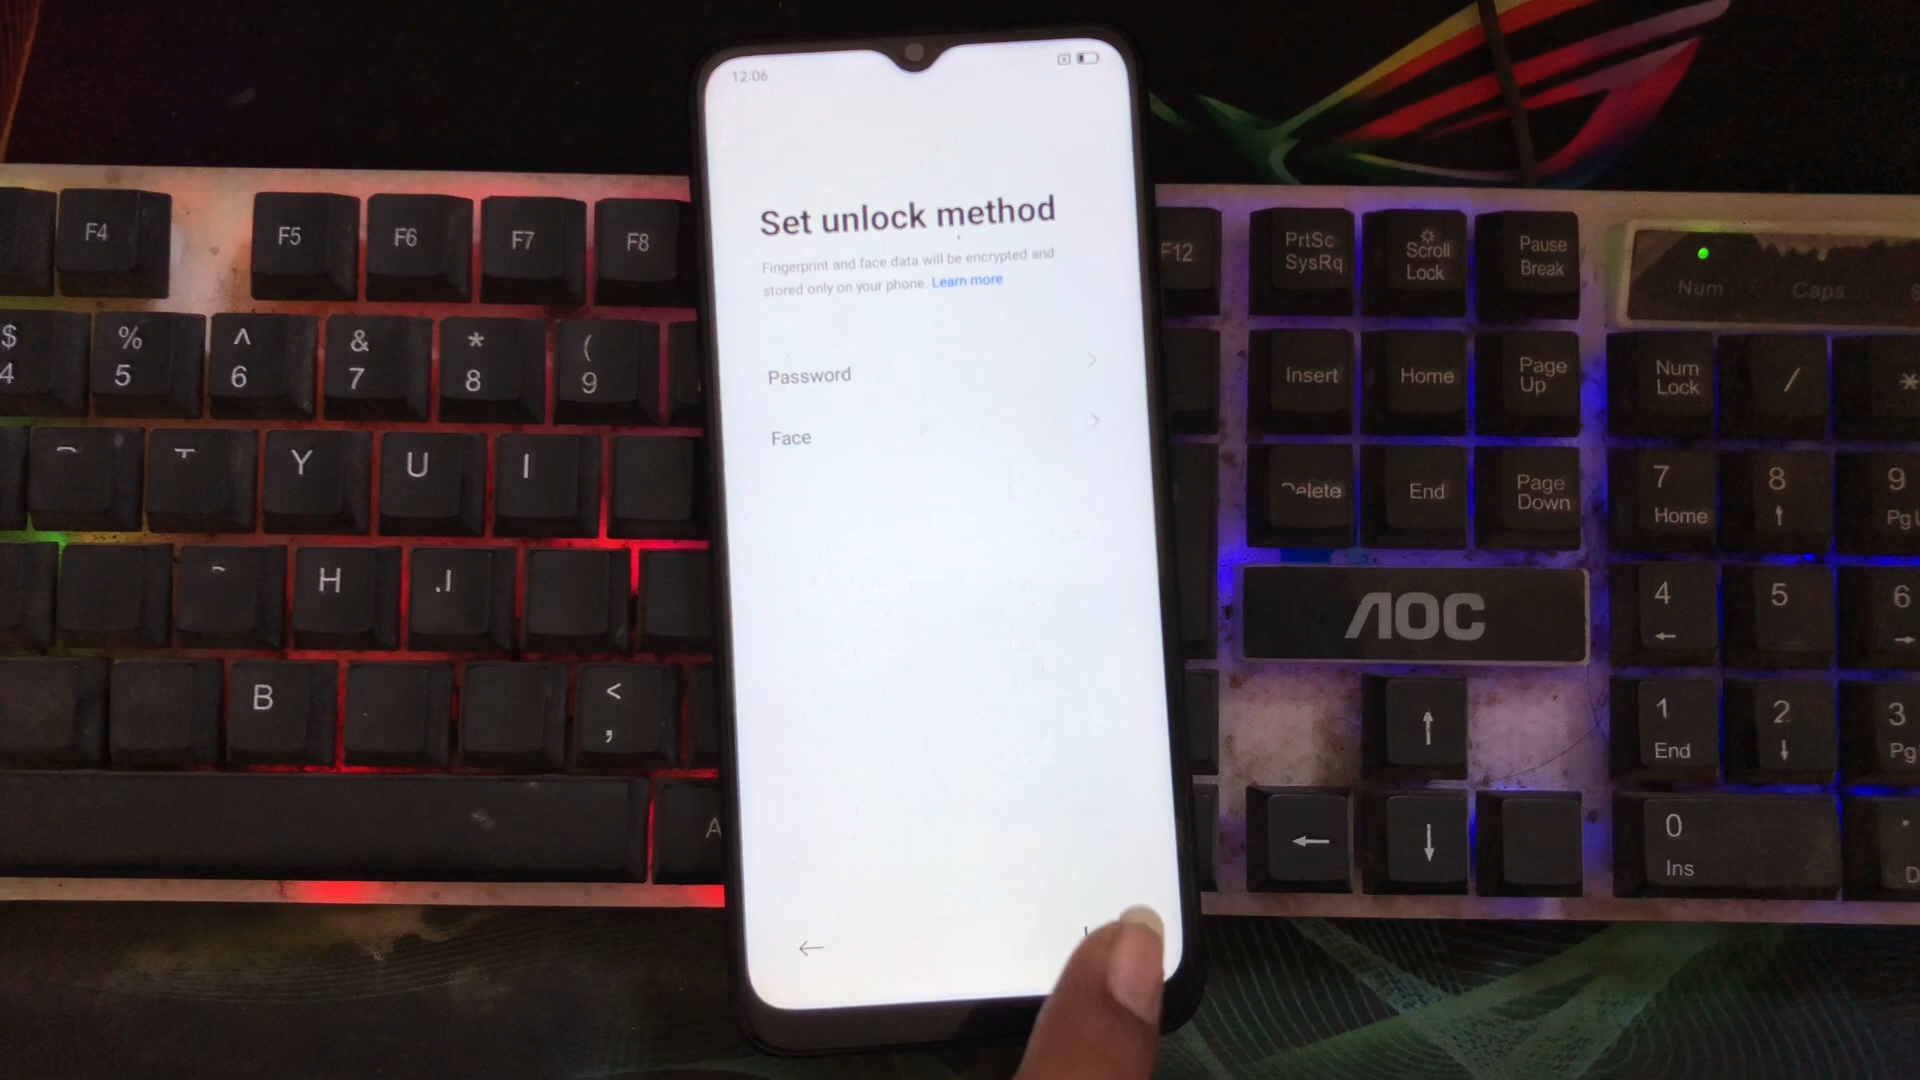 12:06
Set unlock method
Fingerprint and face data will be encrypted and
stored only on your phone. Learn more
Password
Face
F4
F5
F6
F7
F8
F12
PrtSc
SysRq
Scroll
Lock
Pause
Break
Num
Caps
$
4
%
5
^
6
&
7
*
8
(
9
Insert
Home
Page
Up
Num
Lock
/
*
Y
U
I
End
Page
Down
7
Home
8
↑
9
H
AOC
4
←
5
6
→
B
<
,
↑
1
End
2
↓
3
←
↓
0
Ins